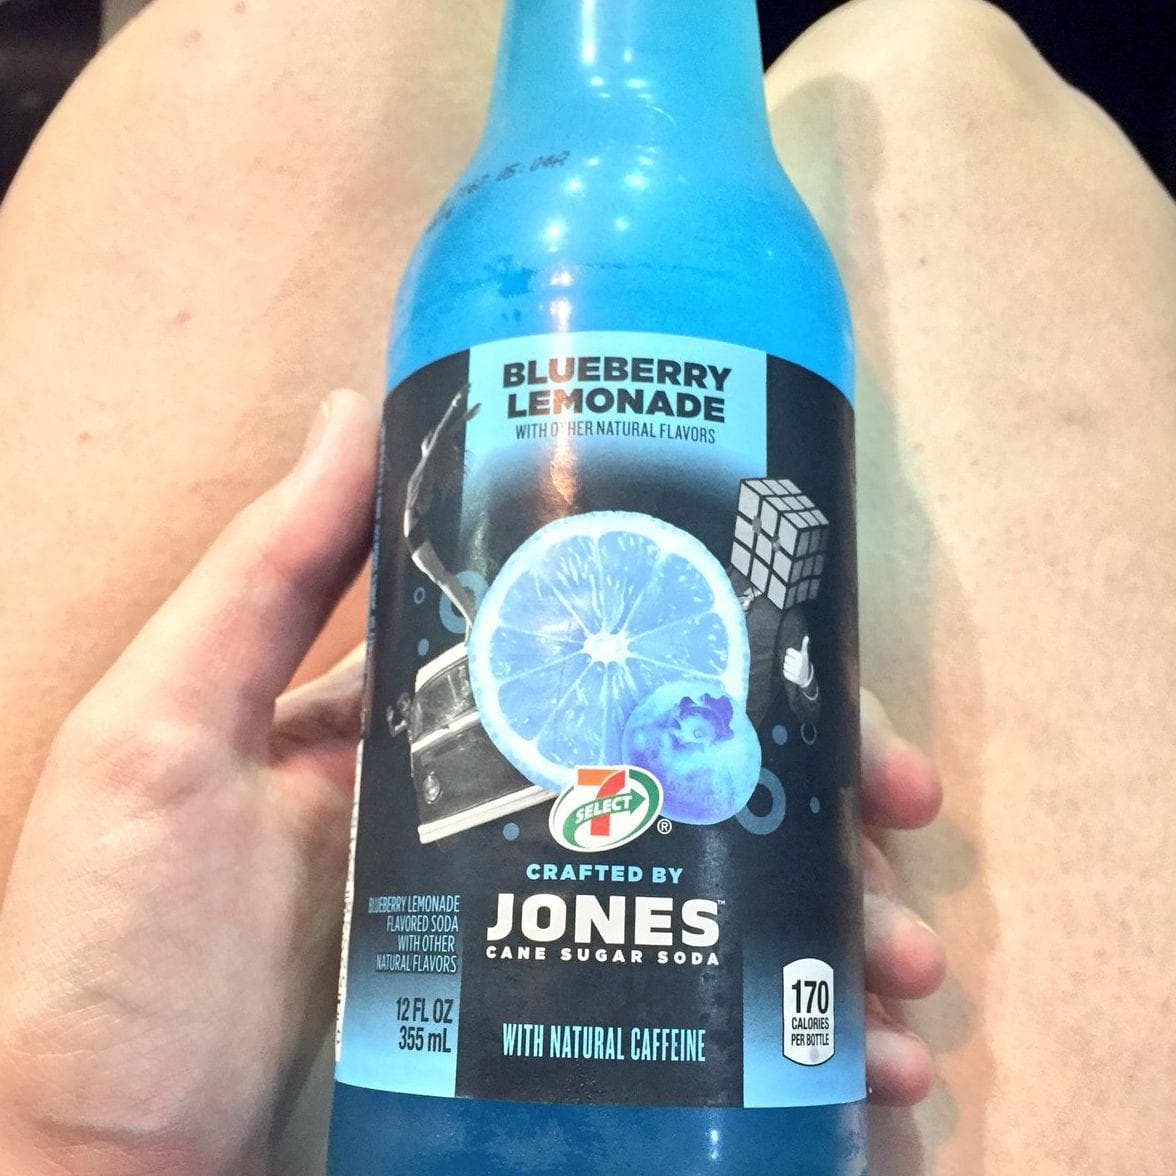 BLUEBERRY
LEMONADE
WITH OTHER NATURAL FLAVORS
7
SELECT
®
CRAFTED BY
JONES™
CANE SUGAR SODA
BLUEBERRY LEMONADE
FLAVORED SODA
WITH OTHER
NATURAL FLAVORS
12 FL OZ
355 mL
WITH NATURAL CAFFEINE
170
CALORIES
PER BOTTLE